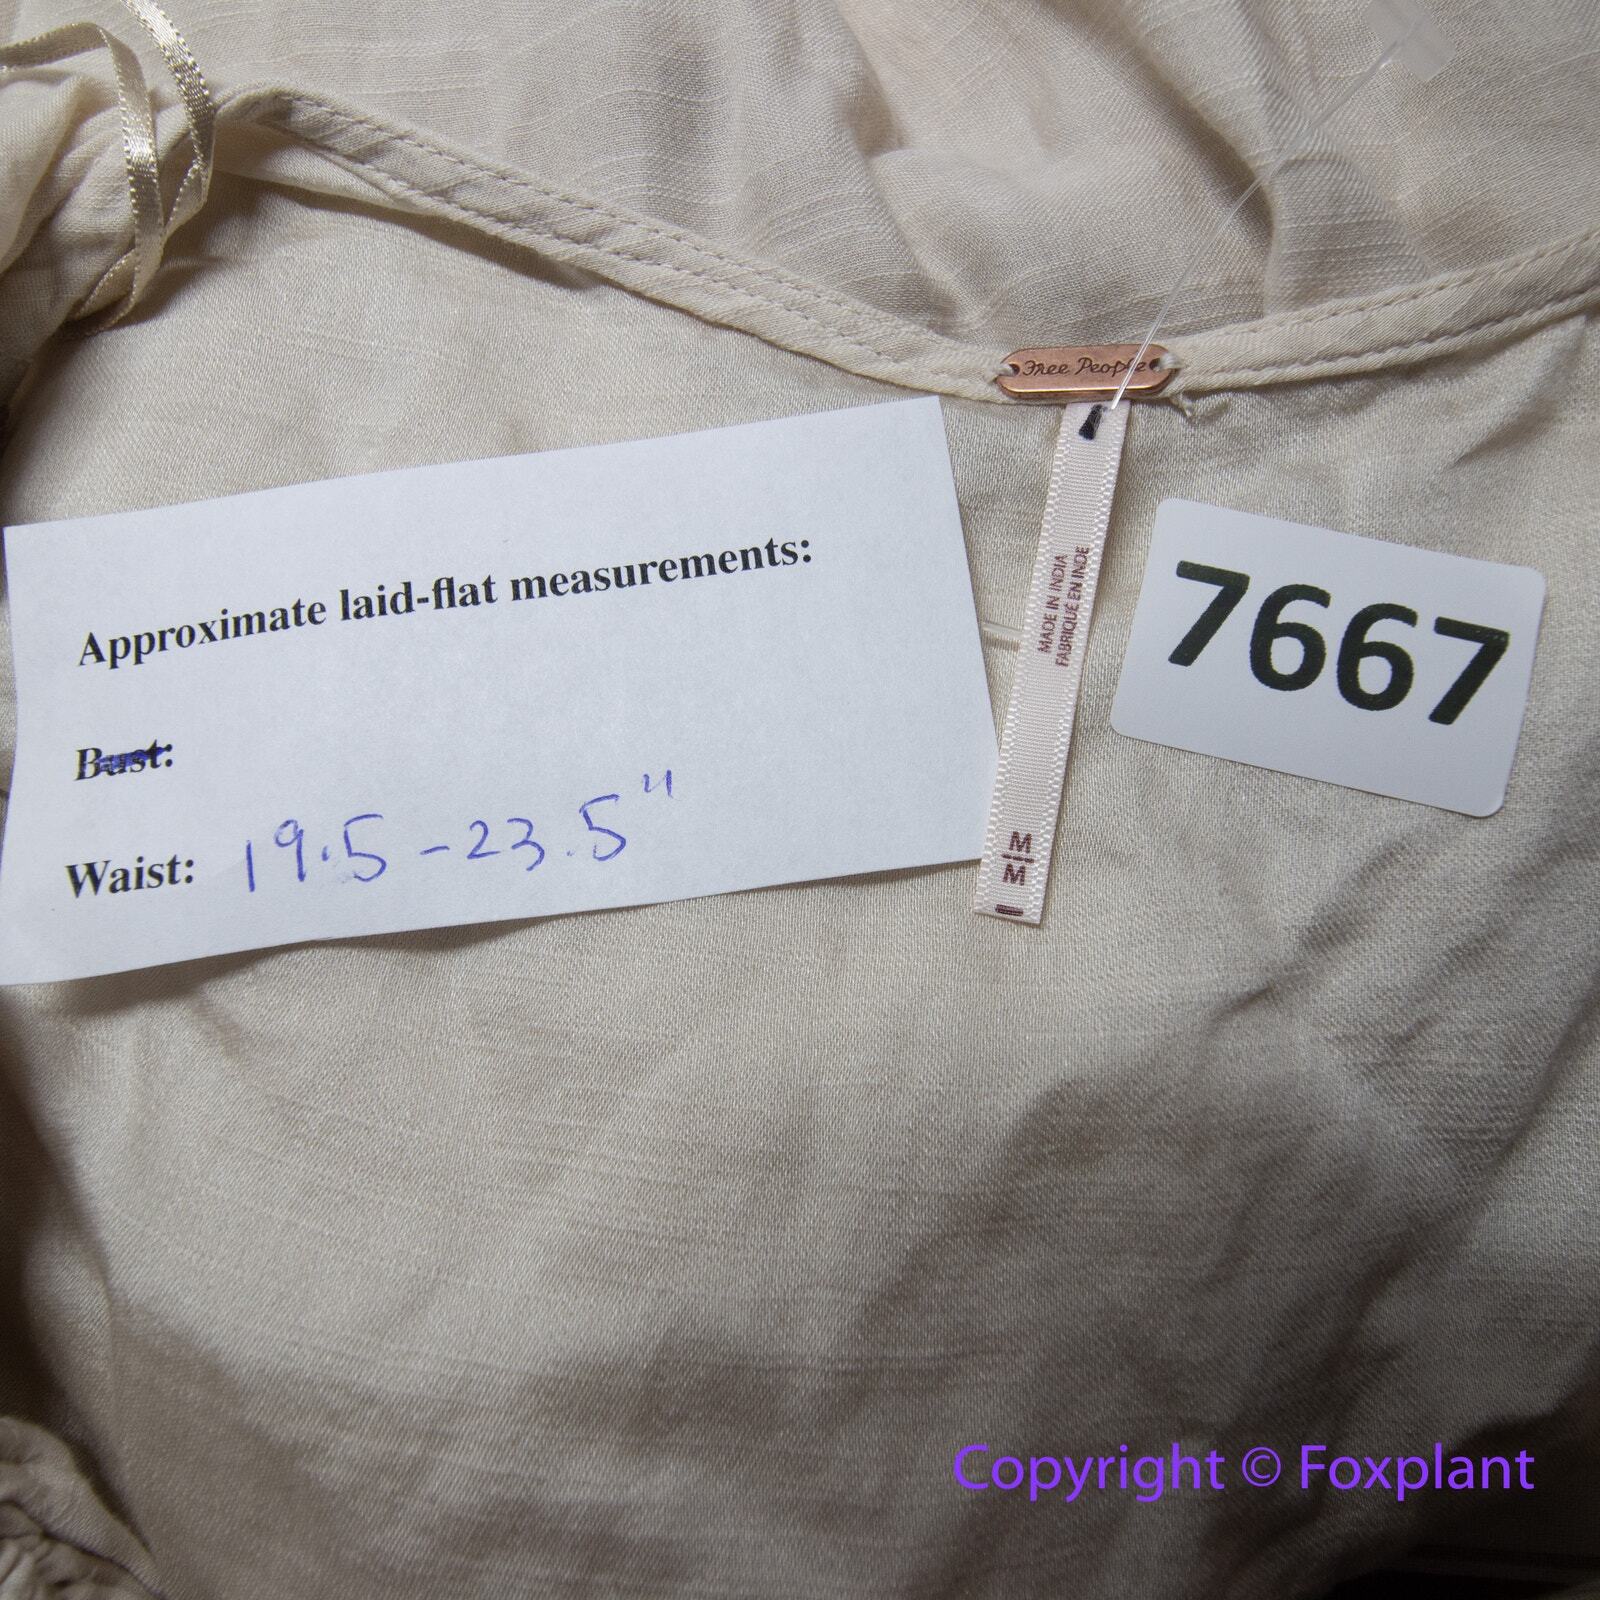 Free People
Approximate laid-flat measurements:
Bust:
Waist: 19.5-23.5"
MADE IN INDIA
FABRIQUÉ EN INDE
M
M
7667
Copyright © Foxplant